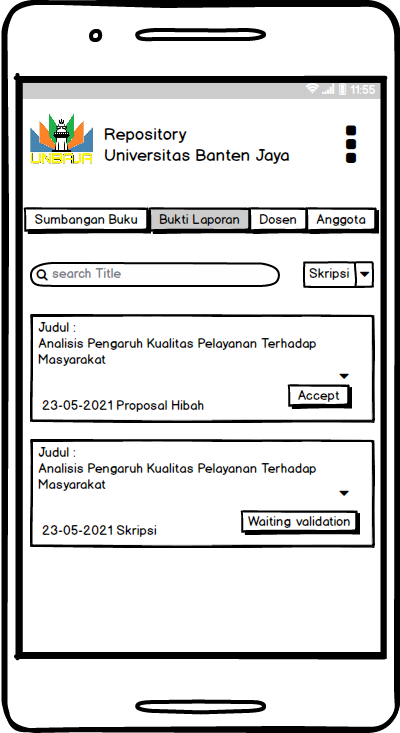 11:55
UNBAJA
Repository
Universitas Banten Jaya
Sumbangan Buku Bukti Laporan Dosen Anggota
search Title Skripsi
Judul :
Analisis Pengaruh Kualitas Pelayanan Terhadap
Masyarakat
Accept
23-05-2021 Proposal Hibah
Judul :
Analisis Pengaruh Kualitas Pelayanan Terhadap
Masyarakat
Waiting validation
23-05-2021 Skripsi